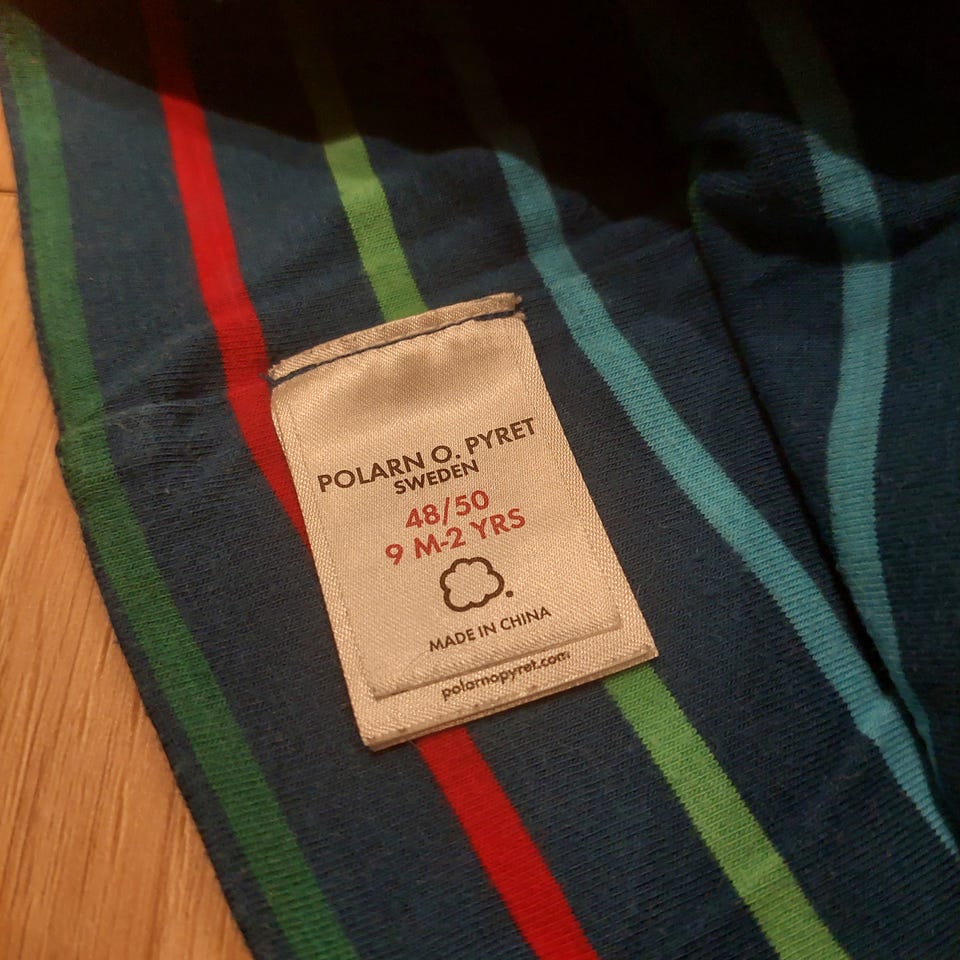 POLARN O. PYRET
SWEDEN
48/50
9 M-2 YRS
MADE IN CHINA
polarnopyret.com